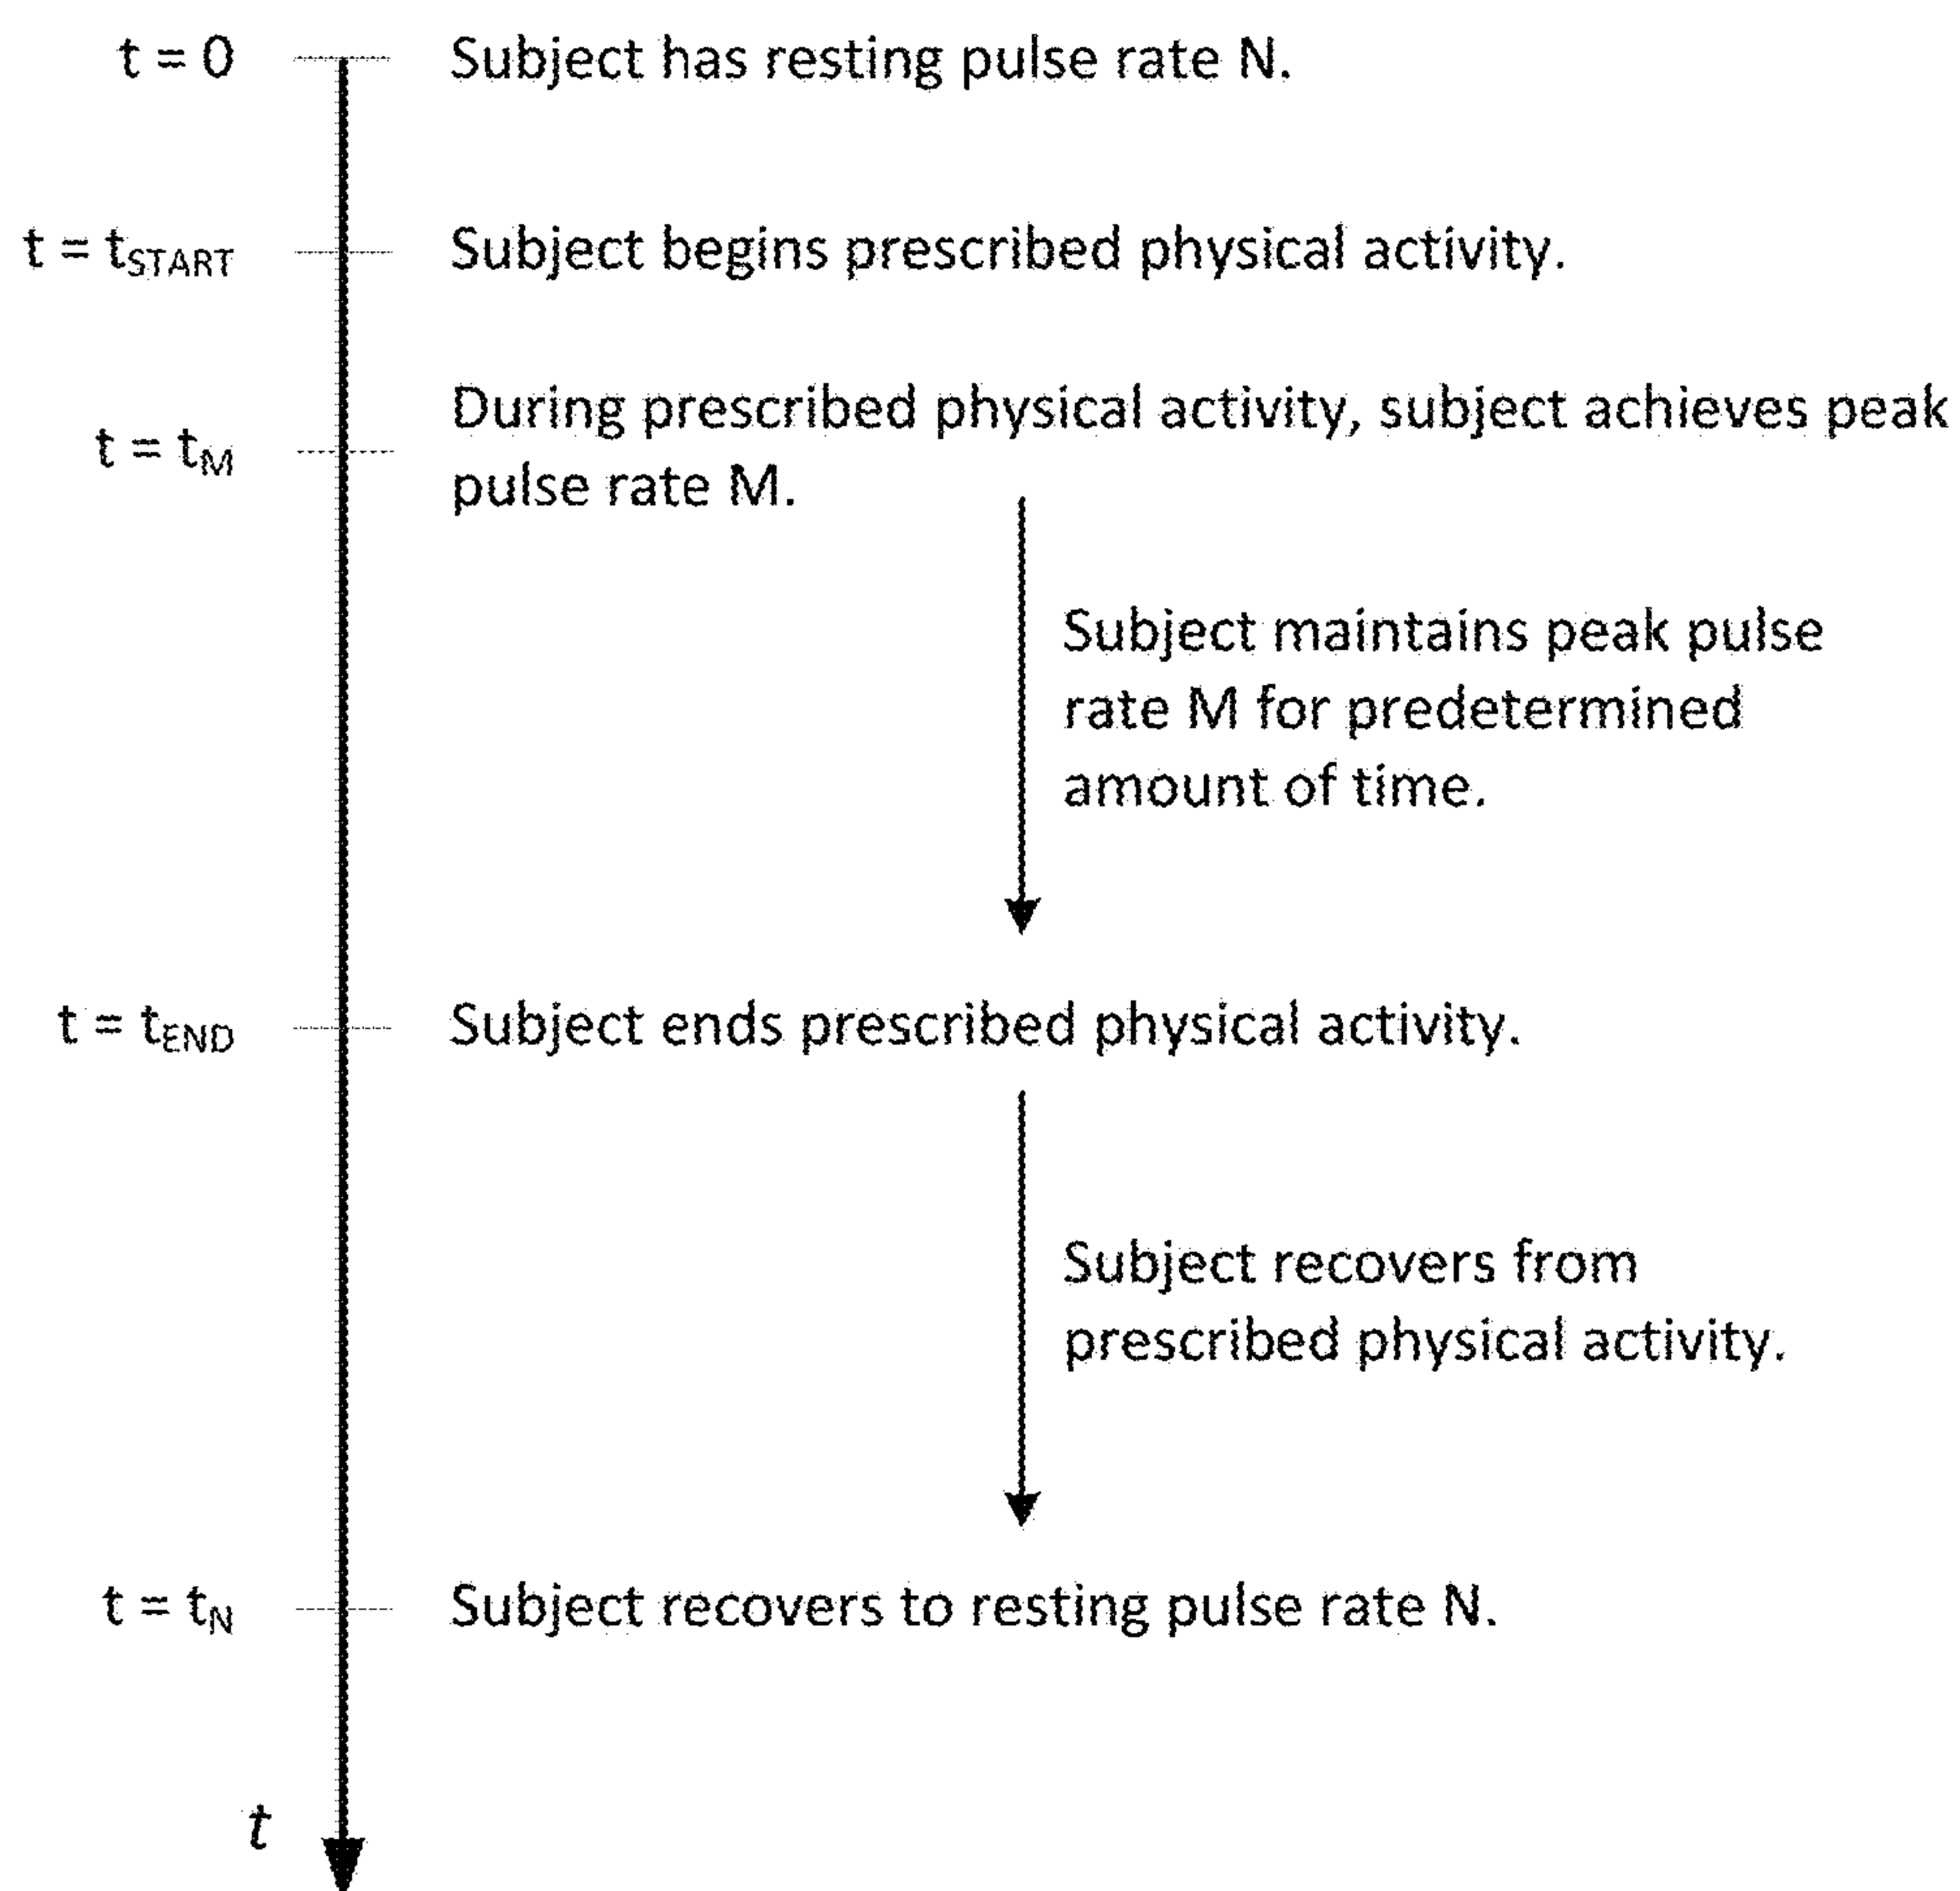 t = 0 Subject has resting pulse rate N.
t = tSTART Subject begins prescribed physical activity.
During prescribed physical activity, subject achieves peak
t = tM
pulse rate M.
Subject maintains peak pulse
rate M for predetermined
amount of time.
t = tEND Subject ends prescribed physical activity.
Subject recovers from
prescribed physical activity.
t = tN Subject recovers to resting pulse rate N.
t